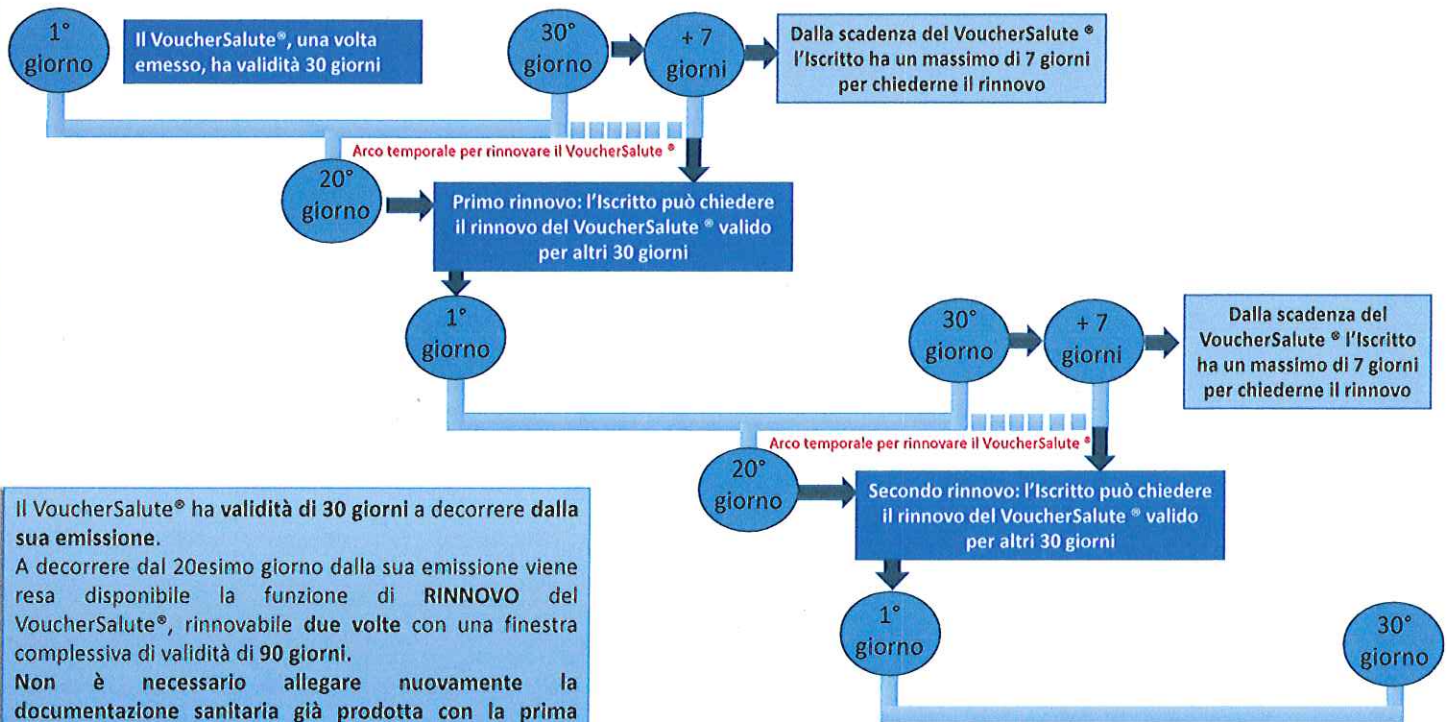 1°
giorno
Il VoucherSalute®, una volta
emesso, ha validità 30 giorni
30°
giorno
+ 7
giorni
Dalla scadenza del VoucherSalute ®
l'Iscritto ha un massimo di 7 giorni
per chiederne il rinnovo
Arco temporale per rinnovare il VoucherSalute ®
20°
giorno
Primo rinnovo: l'Iscritto può chiedere
il rinnovo del VoucherSalute ® valido
per altri 30 giorni
1°
giorno
30°
giorno
+ 7
giorni
Dalla scadenza del
VoucherSalute ® l'Iscritto
ha un massimo di 7 giorni
per chiederne il rinnovo
Arco temporale per rinnovare il VoucherSalute ®
20°
giorno
Secondo rinnovo: l'Iscritto può chiedere
il rinnovo del VoucherSalute ® valido
per altri 30 giorni
1°
giorno
30°
giorno
Il VoucherSalute® ha validità di 30 giorni a decorrere dalla
sua emissione.
A decorrere dal 20esimo giorno dalla sua emissione viene
resa disponibile la funzione di RINNOVO del
VoucherSalute®, rinnovabile due volte con una finestra
complessiva di validità di 90 giorni.
Non è necessario allegare nuovamente la
documentazione sanitaria già prodotta con la prima